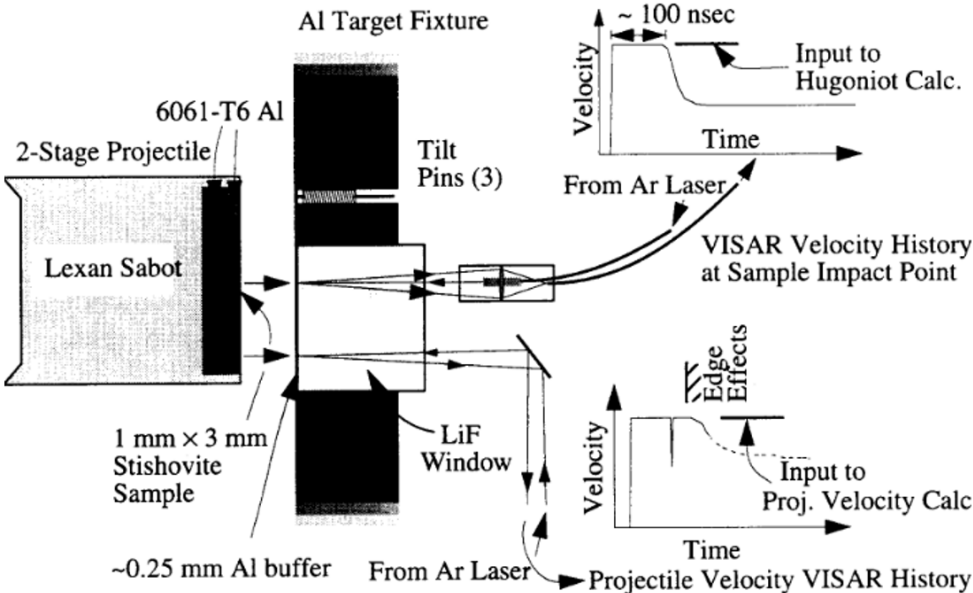 Al Target Fixture
6061-T6 Al
2-Stage Projectile
Lexan Sabot
Tilt
Pins (3)
~ 100 nsec
Velocity
Input to
Hugoniot Calc.
Time
From Ar Laser
VISAR Velocity History
at Sample Impact Point
1 mm × 3 mm
Stishovite
Sample
LiF
Window
~0.25 mm Al buffer
From Ar Laser
Edge
Effects
Velocity
Input to
Proj. Velocity Calc
Time
Projectile Velocity VISAR History